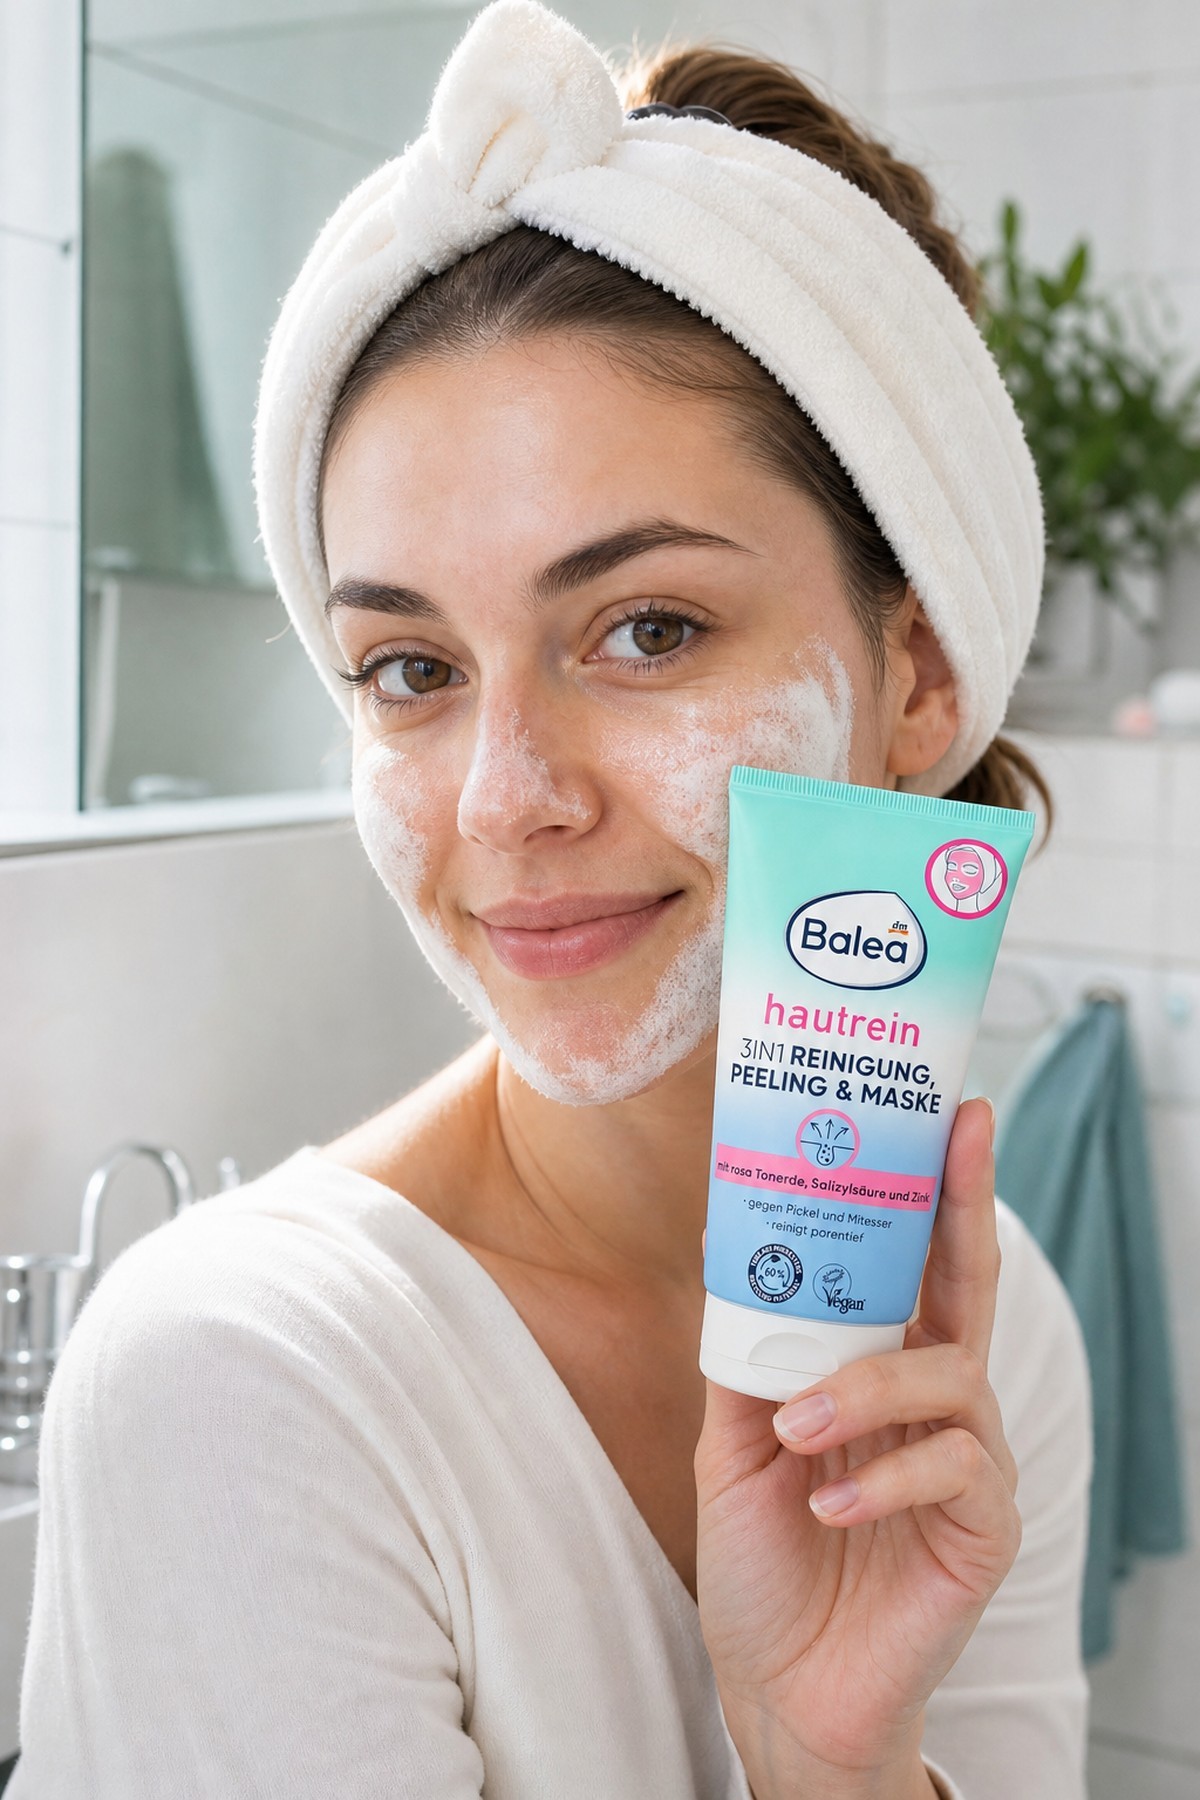 dm
Balea
hautrein
3IN1 REINIGUNG,
PEELING & MASKE
mit rosa Tonerde, Salizylsäure und Zink
· gegen Pickel und Mitesser
· reinigt porentief
60 %
Vegan